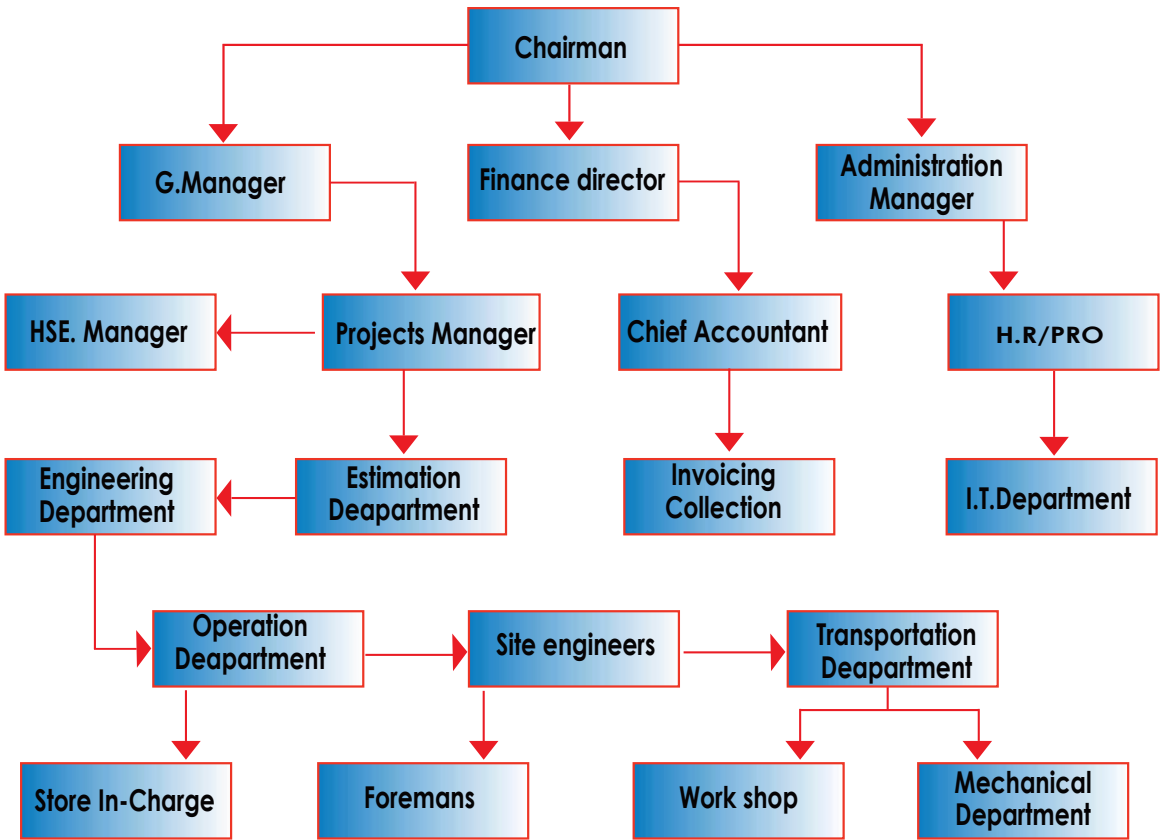 Chairman
G.Manager
Finance director
Administration
Manager
HSE. Manager
Projects Manager
Chief Accountant
H.R/PRO
Engineering
Department
Estimation
Deapartment
Invoicing
Collection
I.T.Department
Operation
Deapartment
Site engineers
Transportation
Deapartment
Store In-Charge
Foremans
Work shop
Mechanical
Department